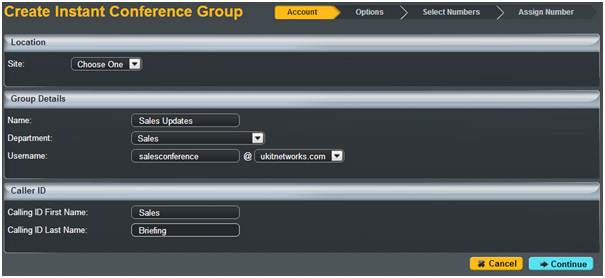 Create Instant Conference Group
Account Options Select Numbers Assign Number
Location
Site: Choose One
Group Details
Name: Sales Updates
Department: Sales
Username: salesconference @ ukitnetworks.com
Caller ID
Calling ID First Name: Sales
Calling ID Last Name: Briefing
Cancel Continue